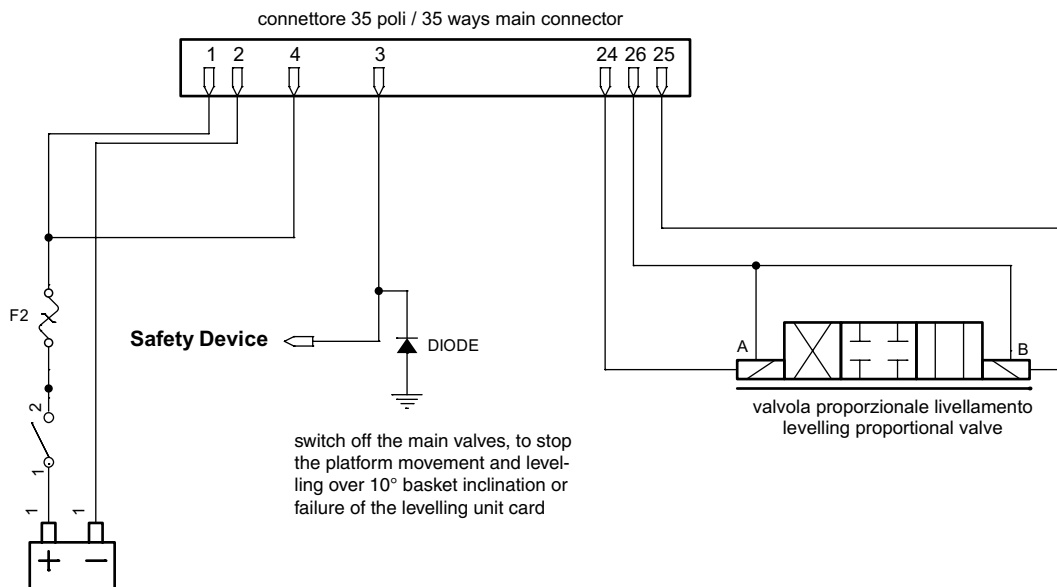 connettore 35 poli / 35 ways main connector
1 2 4 3 24 26 25
F2
Safety Device
DIODE
A
B
valvola proporzionale livellamento
levelling proportional valve
2
1
switch off the main valves, to stop
the platform movement and level-
ling over 10° basket inclination or
failure of the levelling unit card
1 1
+ −